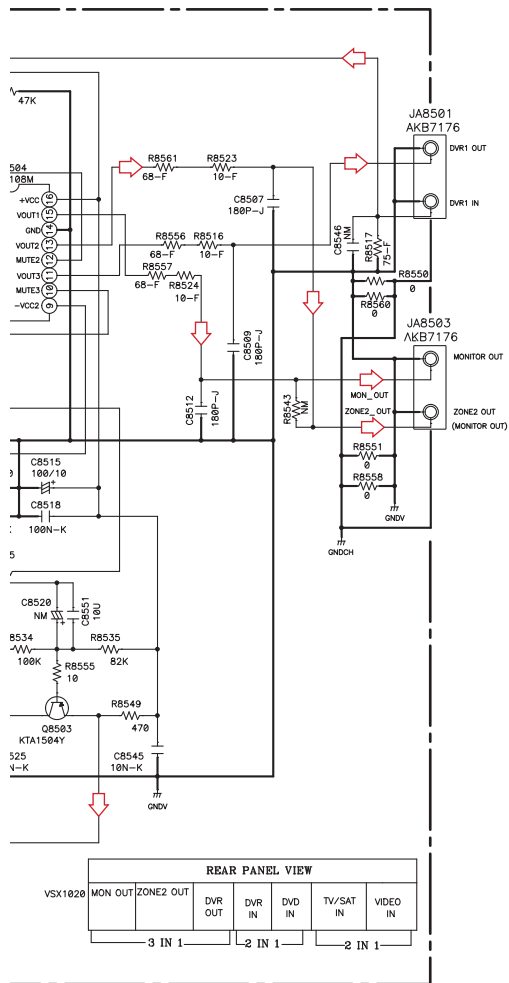 47K
JA8501
AKB7176
DVR1 OUT
DVR1 IN
8504
108M
R8561
68-F
R8523
10-F
C8507
180P-J
+VCC 16
VOUT1 15
GND 14
VOUT2 13
MUTE2 12
VOUT3 11
MUTE3 10
-VCC2 9
R8556
68-F
R8516
10-F
R8557
68-F
R8524
10-F
C8546
NM
R8517
75-F
R8550
0
R8560
0
JA8503
AKB7176
MONITOR OUT
C8509
180P-J
C8512
180P-J
R8543
NM
MON_OUT
ZONE2_OUT
ZONE2 OUT
(MONITOR OUT)
R8551
0
R8558
0
GNDV
GNDCH
C8515
100/10
+
C8518
100N-K
K
5
C8520
NM
+
C8551
10U
8534
100K
R8535
82K
R8555
10
R8549
470
Q8503
KTA1504Y
525
N-K
C8545
10N-K
GNDV
REAR PANEL VIEW
VSX1020
MON OUT
ZONE2 OUT
DVR
OUT
DVR
IN
DVD
IN
TV/SAT
IN
VIDEO
IN
3 IN 1
2 IN 1
2 IN 1